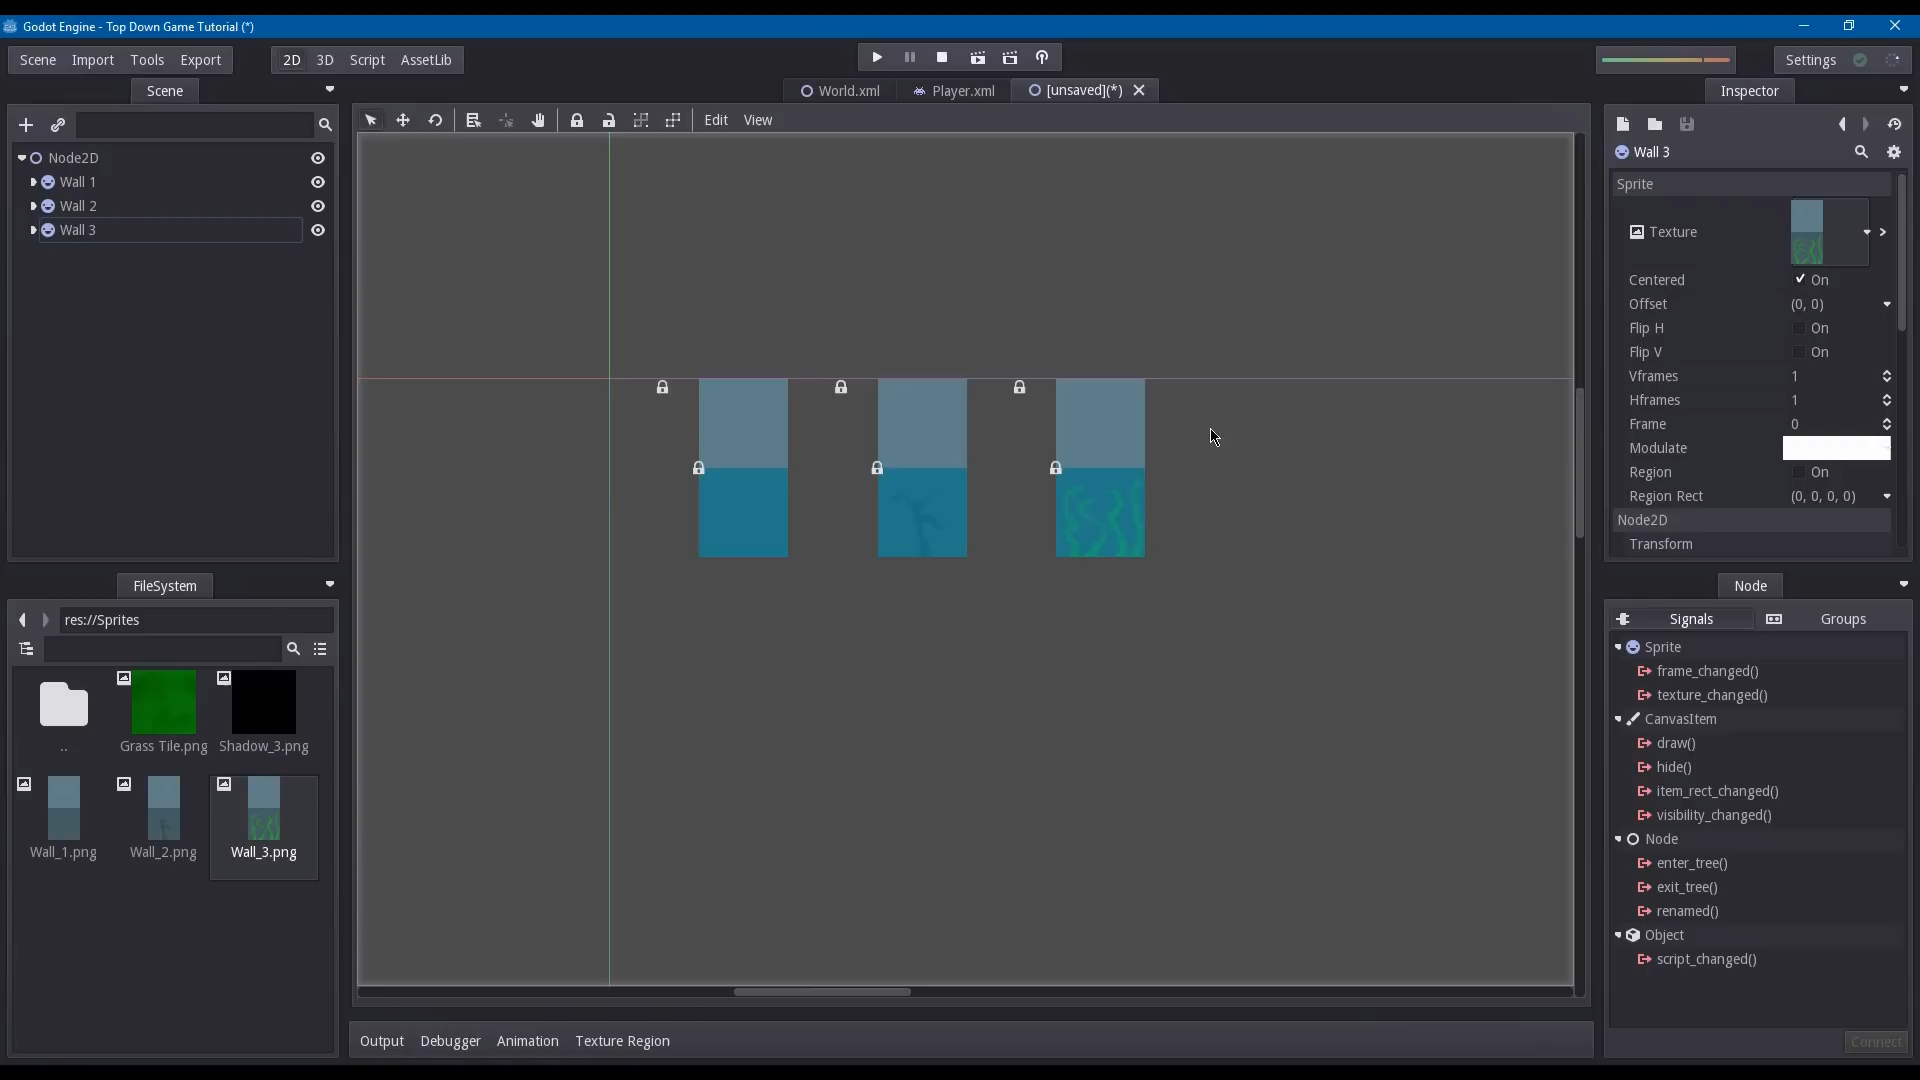 Godot Engine - Top Down Game Tutorial (*)
Scene Import Tools Export
2D 3D Script AssetLib
Settings
Scene
World.xml Player.xml [unsaved](*)
Inspector
Edit View
Node2D
Wall 1
Wall 2
Wall 3
Wall 3
Sprite
Texture
Centered On
Offset (0, 0)
Flip H On
Flip V On
Vframes 1
Hframes 1
Frame 0
Modulate
Region On
Region Rect (0, 0, 0, 0)
Node2D
Transform
FileSystem
res://Sprites
..
Grass Tile.png
Shadow_3.png
Wall_1.png
Wall_2.png
Wall_3.png
Node
Signals Groups
Sprite
frame_changed()
texture_changed()
CanvasItem
draw()
hide()
item_rect_changed()
visibility_changed()
Node
enter_tree()
exit_tree()
renamed()
Object
script_changed()
Connect
Output Debugger Animation Texture Region